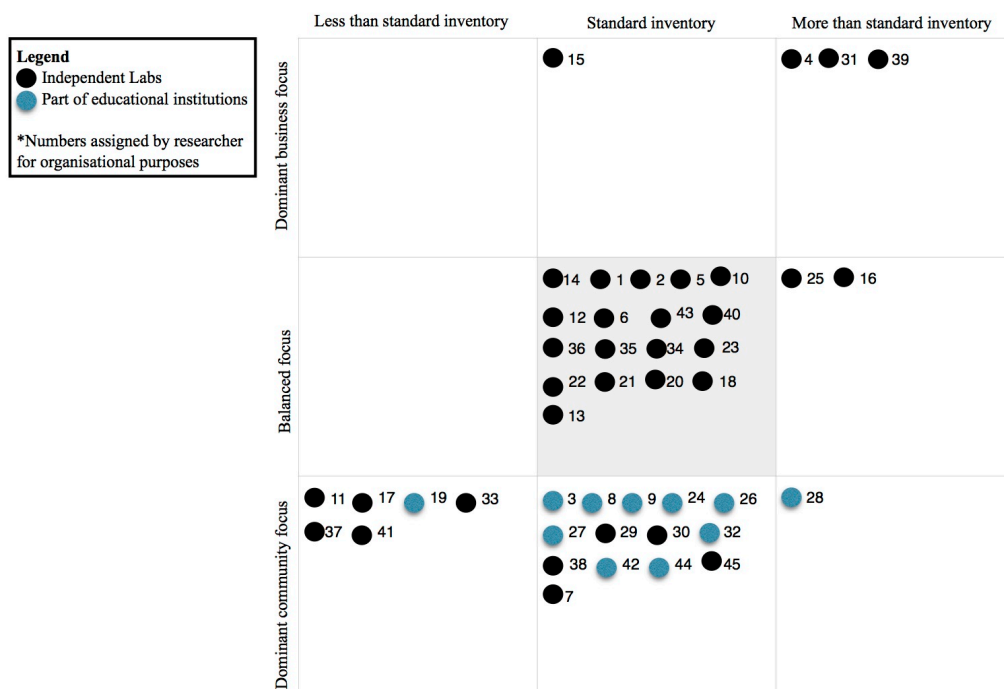 Less than standard inventory
Standard inventory
More than standard inventory
Legend
Independent Labs
Part of educational institutions
*Numbers assigned by researcher
for organisational purposes
Dominant business focus
15
4 31 39
Balanced focus
14 1 2 5 10
25 16
12 6 43 40
36 35 34 23
22 21 20 18
13
Dominant community focus
11 17 19 33
3 8 9 24 26
28
37 41
27 29 30 32
38 42 44 45
7